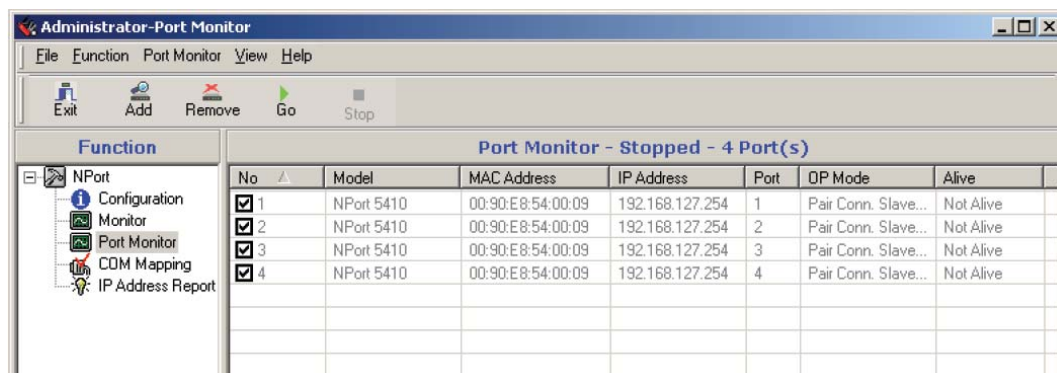 Administrator-Port Monitor
File Function Port Monitor View Help
Exit Add Remove Go Stop
Function
NPort
Configuration
Monitor
Port Monitor
COM Mapping
IP Address Report
Port Monitor - Stopped - 4 Port(s)
No Model MAC Address IP Address Port OP Mode Alive
1 NPort 5410 00:90:E8:54:00:09 192.168.127.254 1 Pair Conn. Slave... Not Alive
2 NPort 5410 00:90:E8:54:00:09 192.168.127.254 2 Pair Conn. Slave... Not Alive
3 NPort 5410 00:90:E8:54:00:09 192.168.127.254 3 Pair Conn. Slave... Not Alive
4 NPort 5410 00:90:E8:54:00:09 192.168.127.254 4 Pair Conn. Slave... Not Alive